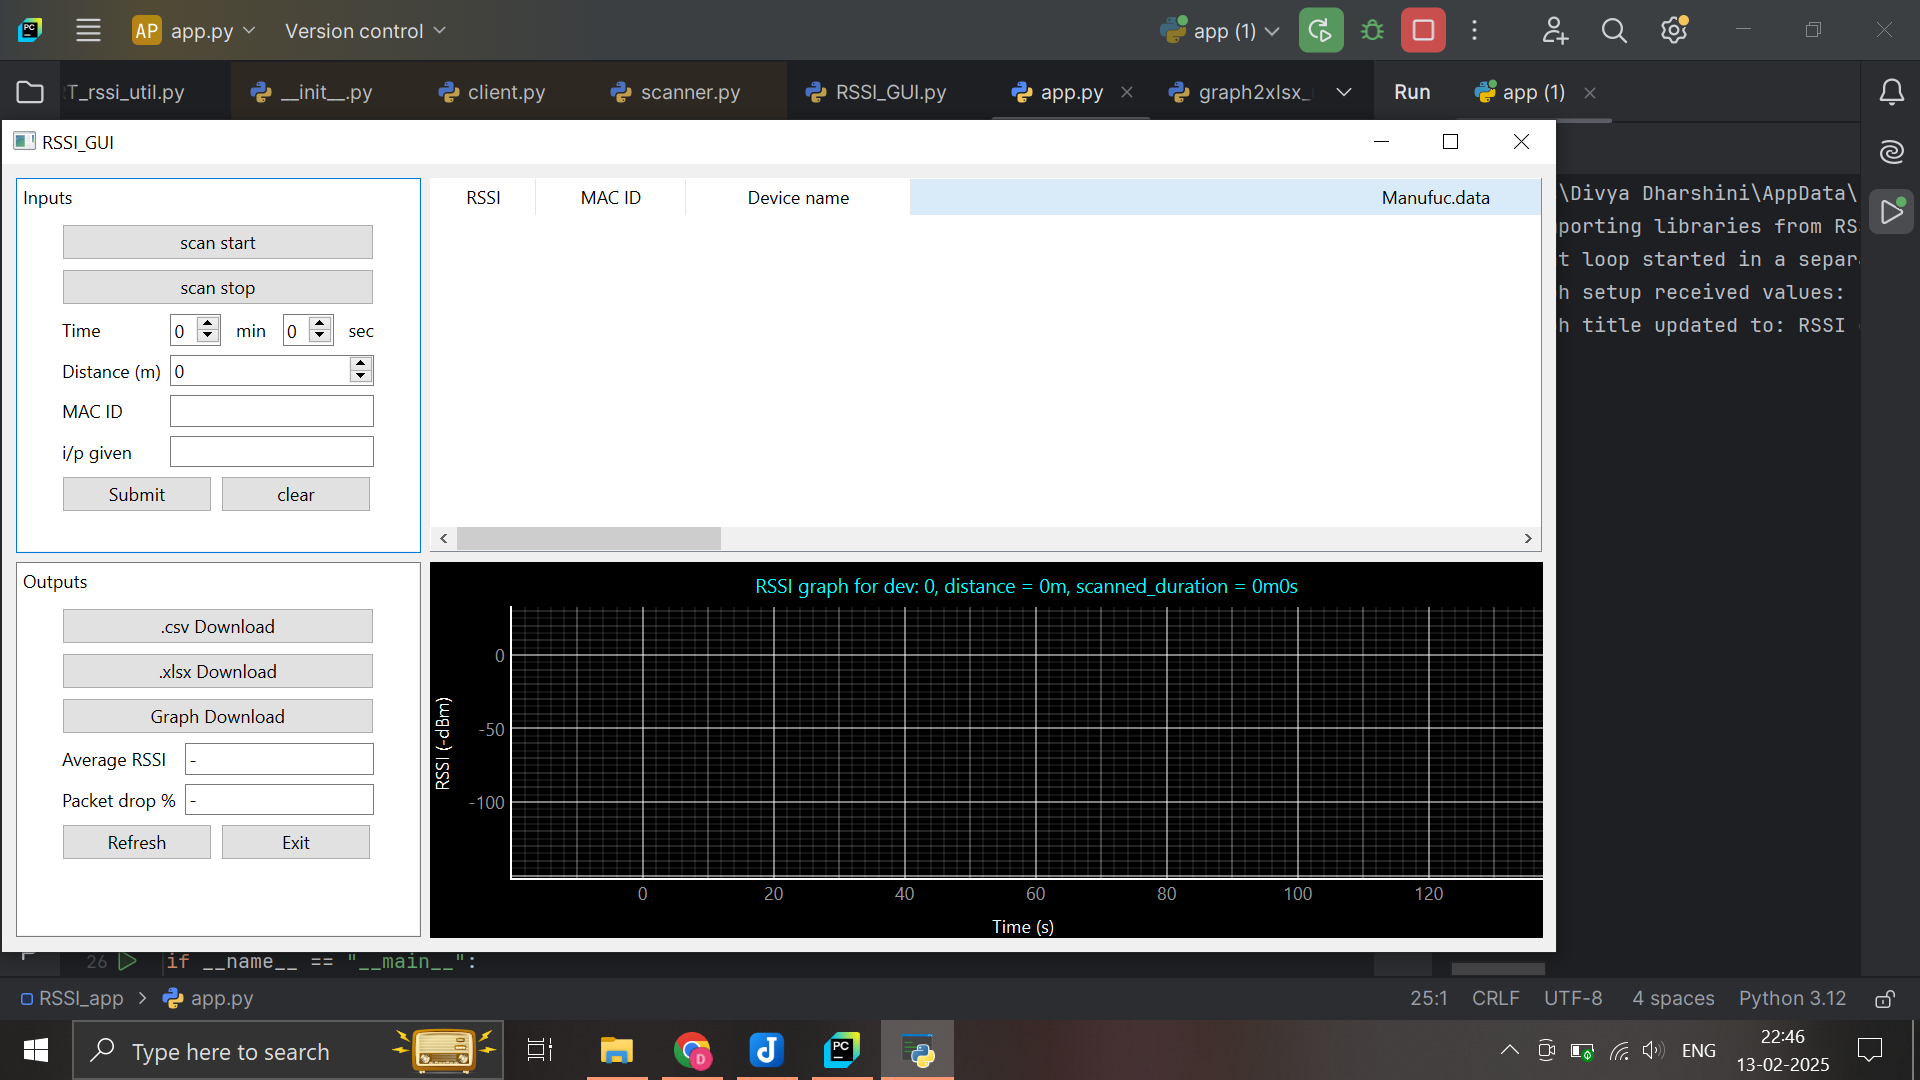 AP app.py Version control app (1)
T_rssi_util.py __init__.py client.py scanner.py RSSI_GUI.py app.py graph2xlsx_ Run app (1)
RSSI_GUI
Inputs
scan start
scan stop
Time 0 min 0 sec
Distance (m) 0
MAC ID
i/p given
Submit clear
RSSI MAC ID Device name Manufuc.data
Outputs
.csv Download
.xlsx Download
Graph Download
Average RSSI -
Packet drop % -
Refresh Exit
RSSI graph for dev: 0, distance = 0m, scanned_duration = 0m0s
0
-50
-100
RSSI (-dBm)
0 20 40 60 80 100 120
Time (s)
\Divya Dharshini\AppData\
porting libraries from RS
t loop started in a separ
h setup received values:
h title updated to: RSSI
26 if __name__ == "__main__":
RSSI_app > app.py 25:1 CRLF UTF-8 4 spaces Python 3.12
Type here to search
PC
D
ENG
22:46
13-02-2025